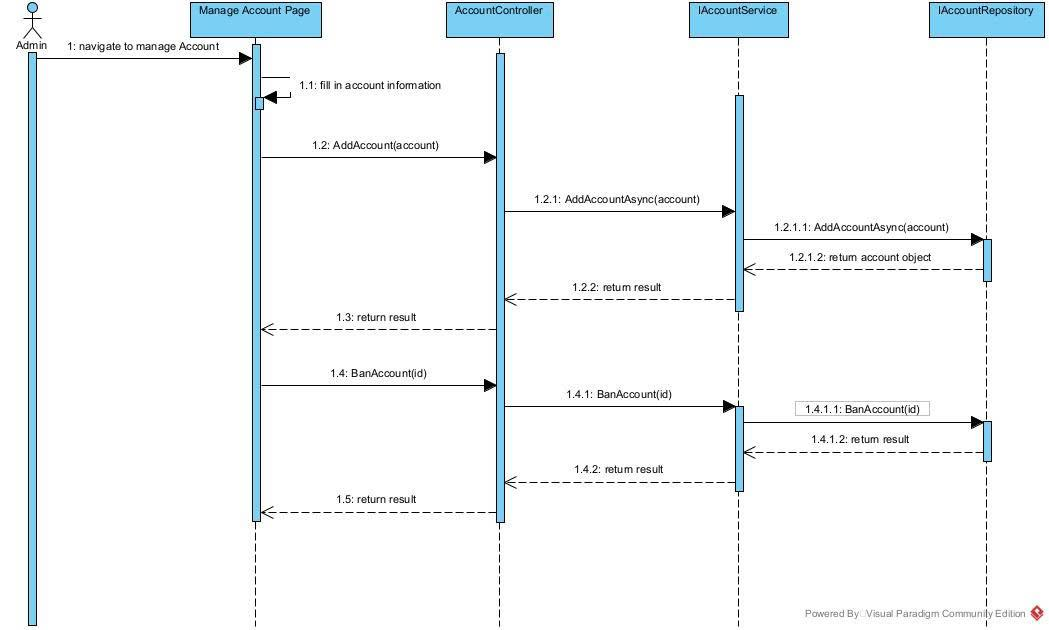 Manage Account Page
AccountController
IAccountService
IAccountRepository
Admin
1: navigate to manage Account
1.1: fill in account information
1.2: AddAccount(account)
1.2.1: AddAccountAsync(account)
1.2.1.1: AddAccountAsync(account)
1.2.1.2: return account object
1.2.2: return result
1.3: return result
1.4: BanAccount(id)
1.4.1: BanAccount(id)
1.4.1.1: BanAccount(id)
1.4.1.2: return result
1.4.2: return result
1.5: return result
Powered By Visual Paradigm Community Edition